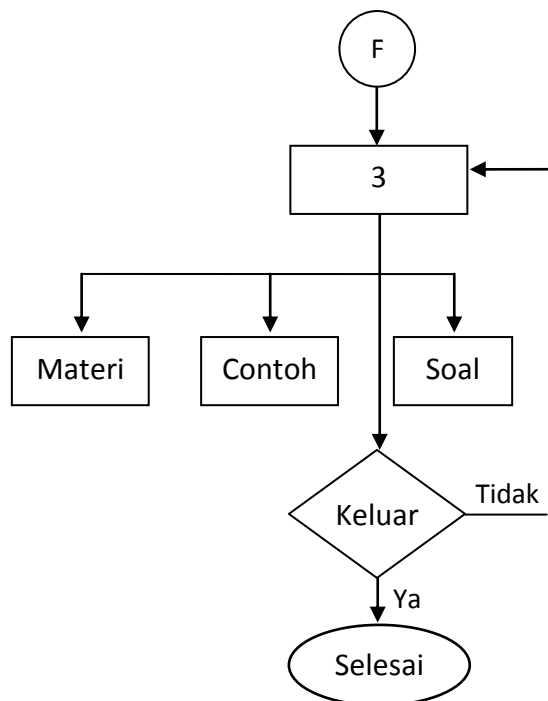 F
3
Materi
Contoh
Soal
Keluar
Tidak
Ya
Selesai